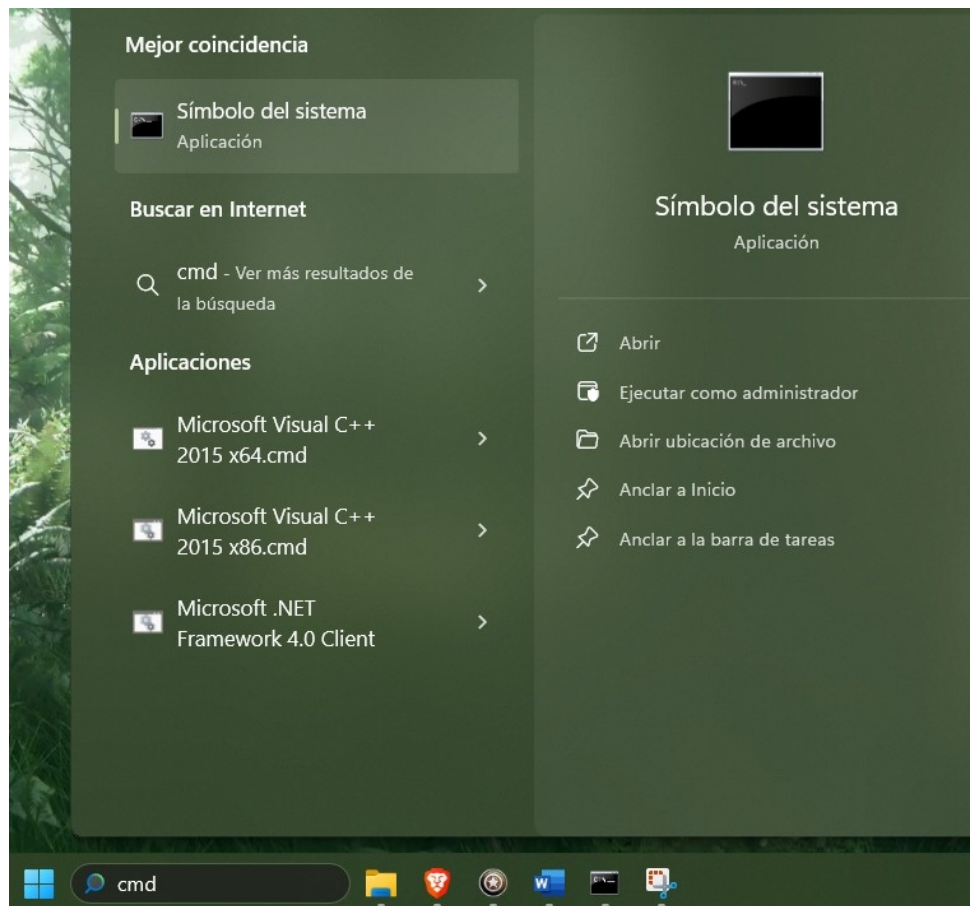 Mejor coincidencia
Símbolo del sistema
Aplicación
Buscar en Internet
cmd - Ver más resultados de
la búsqueda
Aplicaciones
Microsoft Visual C++
2015 x64.cmd
Microsoft Visual C++
2015 x86.cmd
Microsoft .NET
Framework 4.0 Client
Símbolo del sistema
Aplicación
Abrir
Ejecutar como administrador
Abrir ubicación de archivo
Anclar a Inicio
Anclar a la barra de tareas
cmd